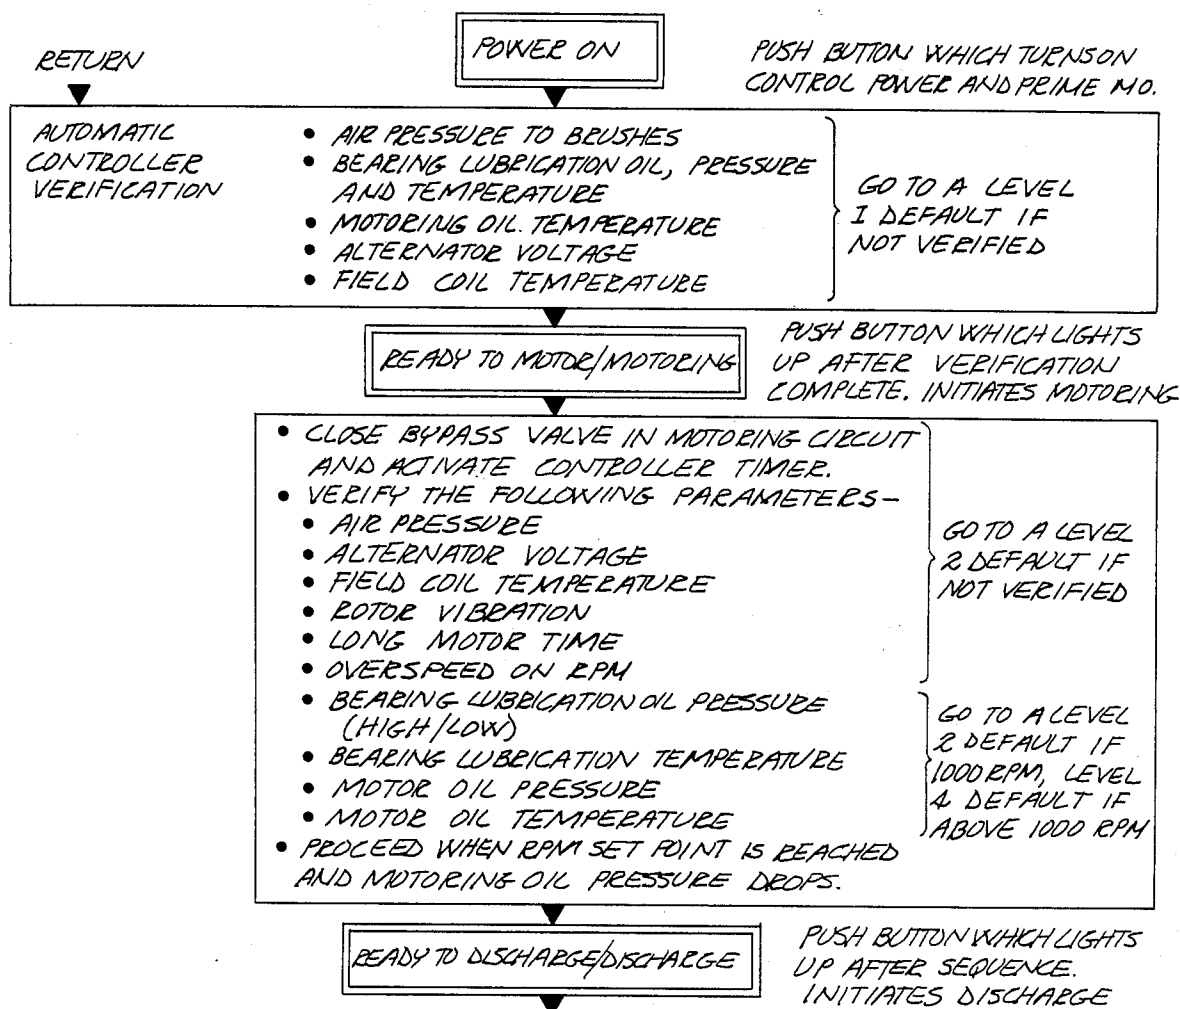 RETURN
POWER ON
PUSH BUTTON WHICH TURNS ON
CONTROL POWER AND PRIME MO.
AUTOMATIC
CONTROLLER
VERIFICATION
• AIR PRESSURE TO BRUSHES
• BEARING LUBRICATION OIL, PRESSURE
AND TEMPERATURE
• MOTORING OIL TEMPERATURE
• ALTERNATOR VOLTAGE
• FIELD COIL TEMPERATURE
GO TO A LEVEL
1 DEFAULT IF
NOT VERIFIED
READY TO MOTOR/MOTORING
PUSH BUTTON WHICH LIGHTS
UP AFTER VERIFICATION
COMPLETE. INITIATES MOTORING
• CLOSE BYPASS VALVE IN MOTORING CIRCUIT
AND ACTIVATE CONTROLLER TIMER.
• VERIFY THE FOLLOWING PARAMETERS-
• AIR PRESSURE
• ALTERNATOR VOLTAGE
• FIELD COIL TEMPERATURE
• ROTOR VIBRATION
• LONG MOTOR TIME
• OVERSPEED ON RPM
GO TO A LEVEL
2 DEFAULT IF
NOT VERIFIED
• BEARING LUBRICATION OIL PRESSURE
(HIGH/LOW)
• BEARING LUBRICATION TEMPERATURE
• MOTOR OIL PRESSURE
• MOTOR OIL TEMPERATURE
GO TO A LEVEL
2 DEFAULT IF
1000 RPM, LEVEL
4 DEFAULT IF
ABOVE 1000 RPM
• PROCEED WHEN RPM SET POINT IS REACHED
AND MOTORING OIL PRESSURE DROPS.
READY TO DISCHARGE/DISCHARGE
PUSH BUTTON WHICH LIGHTS
UP AFTER SEQUENCE.
INITIATES DISCHARGE